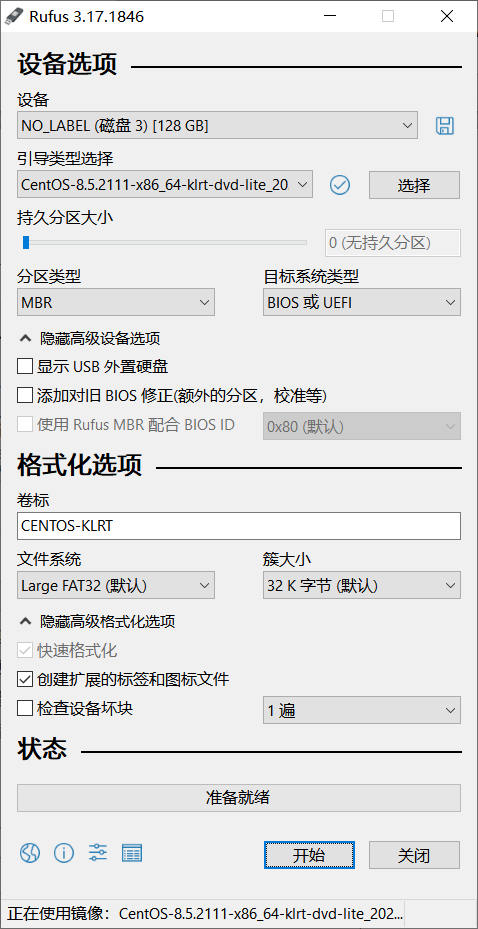 Rufus 3.17.1846
设备选项
设备
NO_LABEL (磁盘 3) [128 GB]
引导类型选择
CentOS-8.5.2111-x86_64-klrt-dvd-lite_20
选择
持久分区大小
0 (无持久分区)
分区类型
目标系统类型
MBR
BIOS 或 UEFI
隐藏高级设备选项
显示 USB 外置硬盘
添加对旧 BIOS 修正(额外的分区，校准等)
使用 Rufus MBR 配合 BIOS ID
0x80 (默认)
格式化选项
卷标
CENTOS-KLRT
文件系统
簇大小
Large FAT32 (默认)
32 K 字节 (默认)
隐藏高级格式化选项
快速格式化
创建扩展的标签和图标文件
检查设备坏块
1 遍
状态
准备就绪
开始
关闭
正在使用镜像：CentOS-8.5.2111-x86_64-klrt-dvd-lite_202...